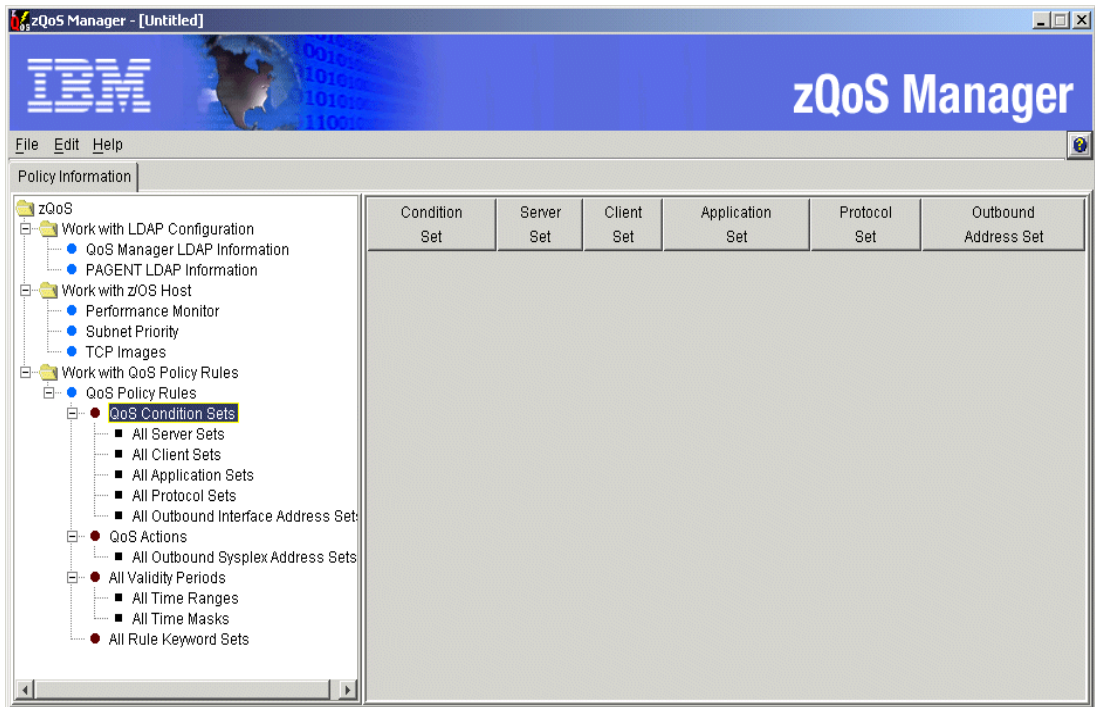 zQoS Manager - [Untitled]
IBM
zQoS Manager
File Edit Help
Policy Information
zQoS
Work with LDAP Configuration
QoS Manager LDAP Information
PAGENT LDAP Information
Work with z/OS Host
Performance Monitor
Subnet Priority
TCP Images
Work with QoS Policy Rules
QoS Policy Rules
QoS Condition Sets
All Server Sets
All Client Sets
All Application Sets
All Protocol Sets
All Outbound Interface Address Set
QoS Actions
All Outbound Sysplex Address Sets
All Validity Periods
All Time Ranges
All Time Masks
All Rule Keyword Sets
Condition Server Client Application Protocol Outbound
Set Set Set Set Set Address Set